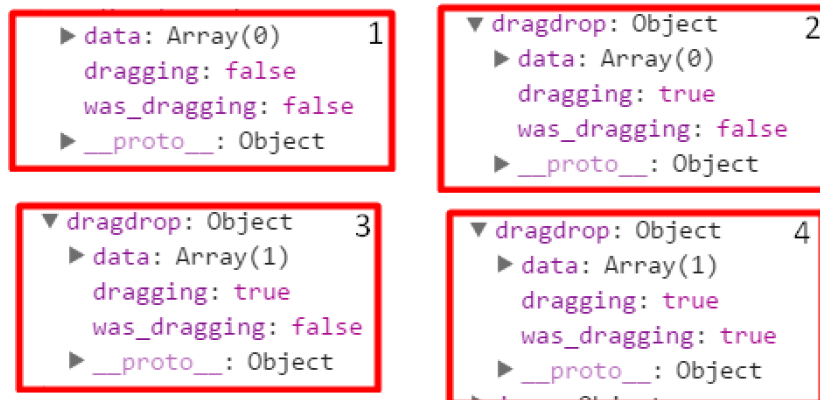 ▶ data: Array(0) 1
dragging: false
was_dragging: false
▶ __proto__: Object
▼ dragdrop: Object 2
▶ data: Array(0)
dragging: true
was_dragging: false
▶ __proto__: Object
▼ dragdrop: Object 3
▶ data: Array(1)
dragging: true
was_dragging: false
▶ __proto__: Object
▼ dragdrop: Object 4
▶ data: Array(1)
dragging: true
was_dragging: true
▶ __proto__: Object